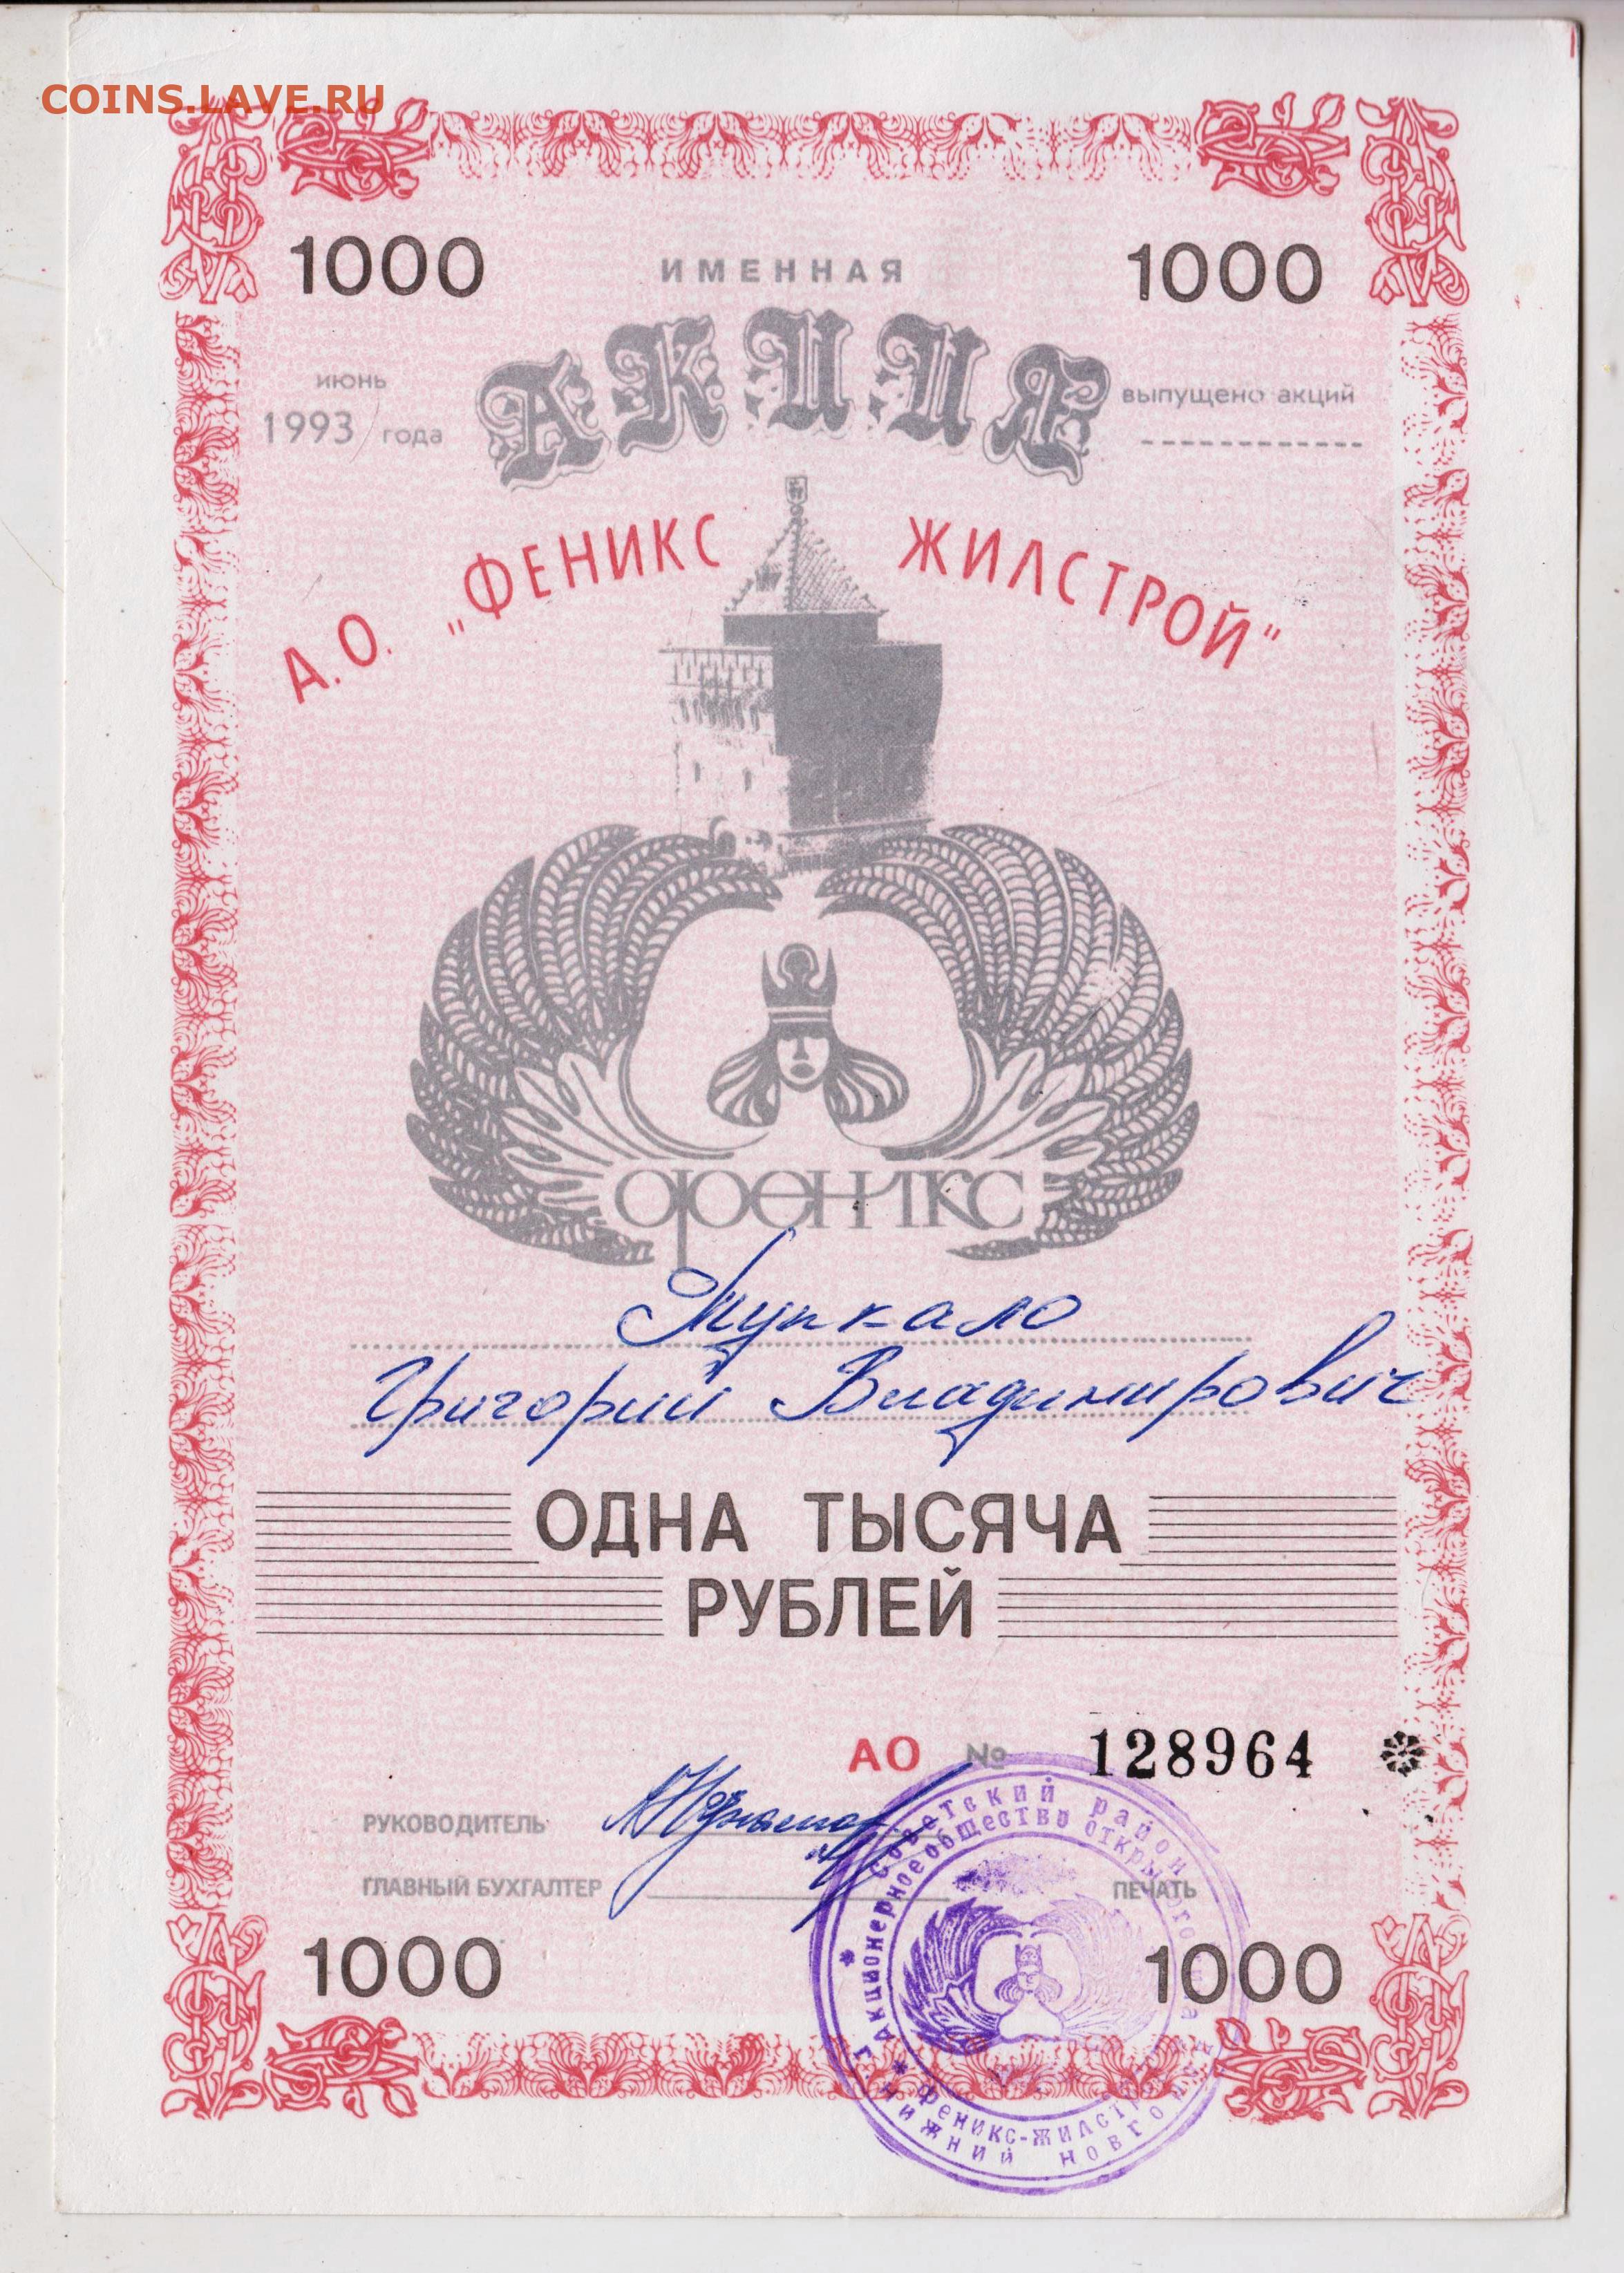 COINS.LAVE.RU
1000 ИМЕННАЯ 1000
АКЦИЯ
июнь
1993 года
выпущено акций
А.О. „ФЕНИКС ЖИЛСТРОЙ"
феникс
Григорий Владимирович
ОДНА ТЫСЯЧА
РУБЛЕЙ
АО № 128964
РУКОВОДИТЕЛЬ
ГЛАВНЫЙ БУХГАЛТЕР
ПЕЧАТЬ
1000 1000
Советский район
Нижний Новгород
Акционерное общество открытого
Феникс-жилстрой